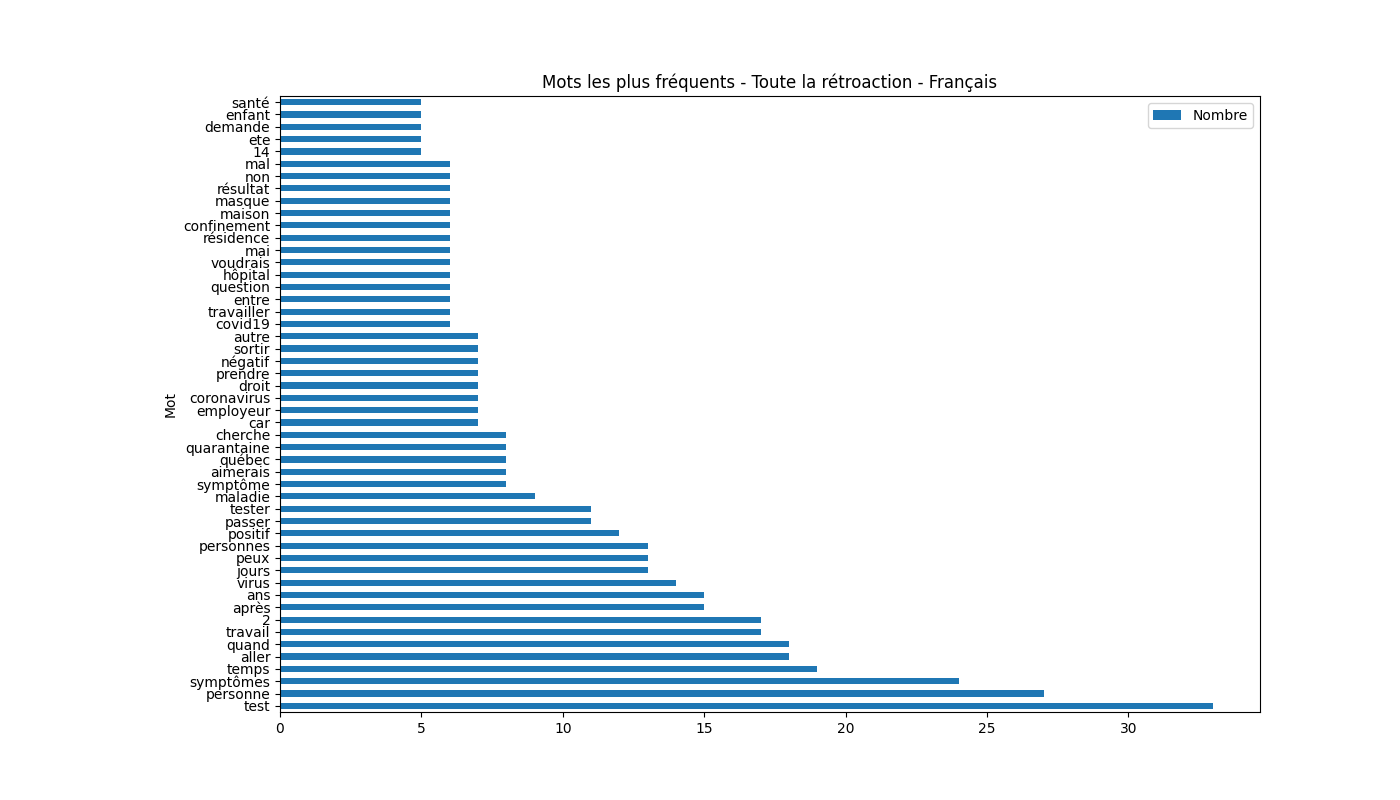 Mots les plus fréquents - Toute la rétroaction - Français
Nombre
Mot
santé
enfant
demande
ete
14
mal
non
résultat
masque
maison
confinement
résidence
mai
voudrais
hôpital
question
entre
travailler
covid19
autre
sortir
négatif
prendre
droit
coronavirus
employeur
car
cherche
quarantaine
québec
aimerais
symptôme
maladie
tester
passer
positif
personnes
peux
jours
virus
ans
après
2
travail
quand
aller
temps
symptômes
personne
test
0 5 10 15 20 25 30